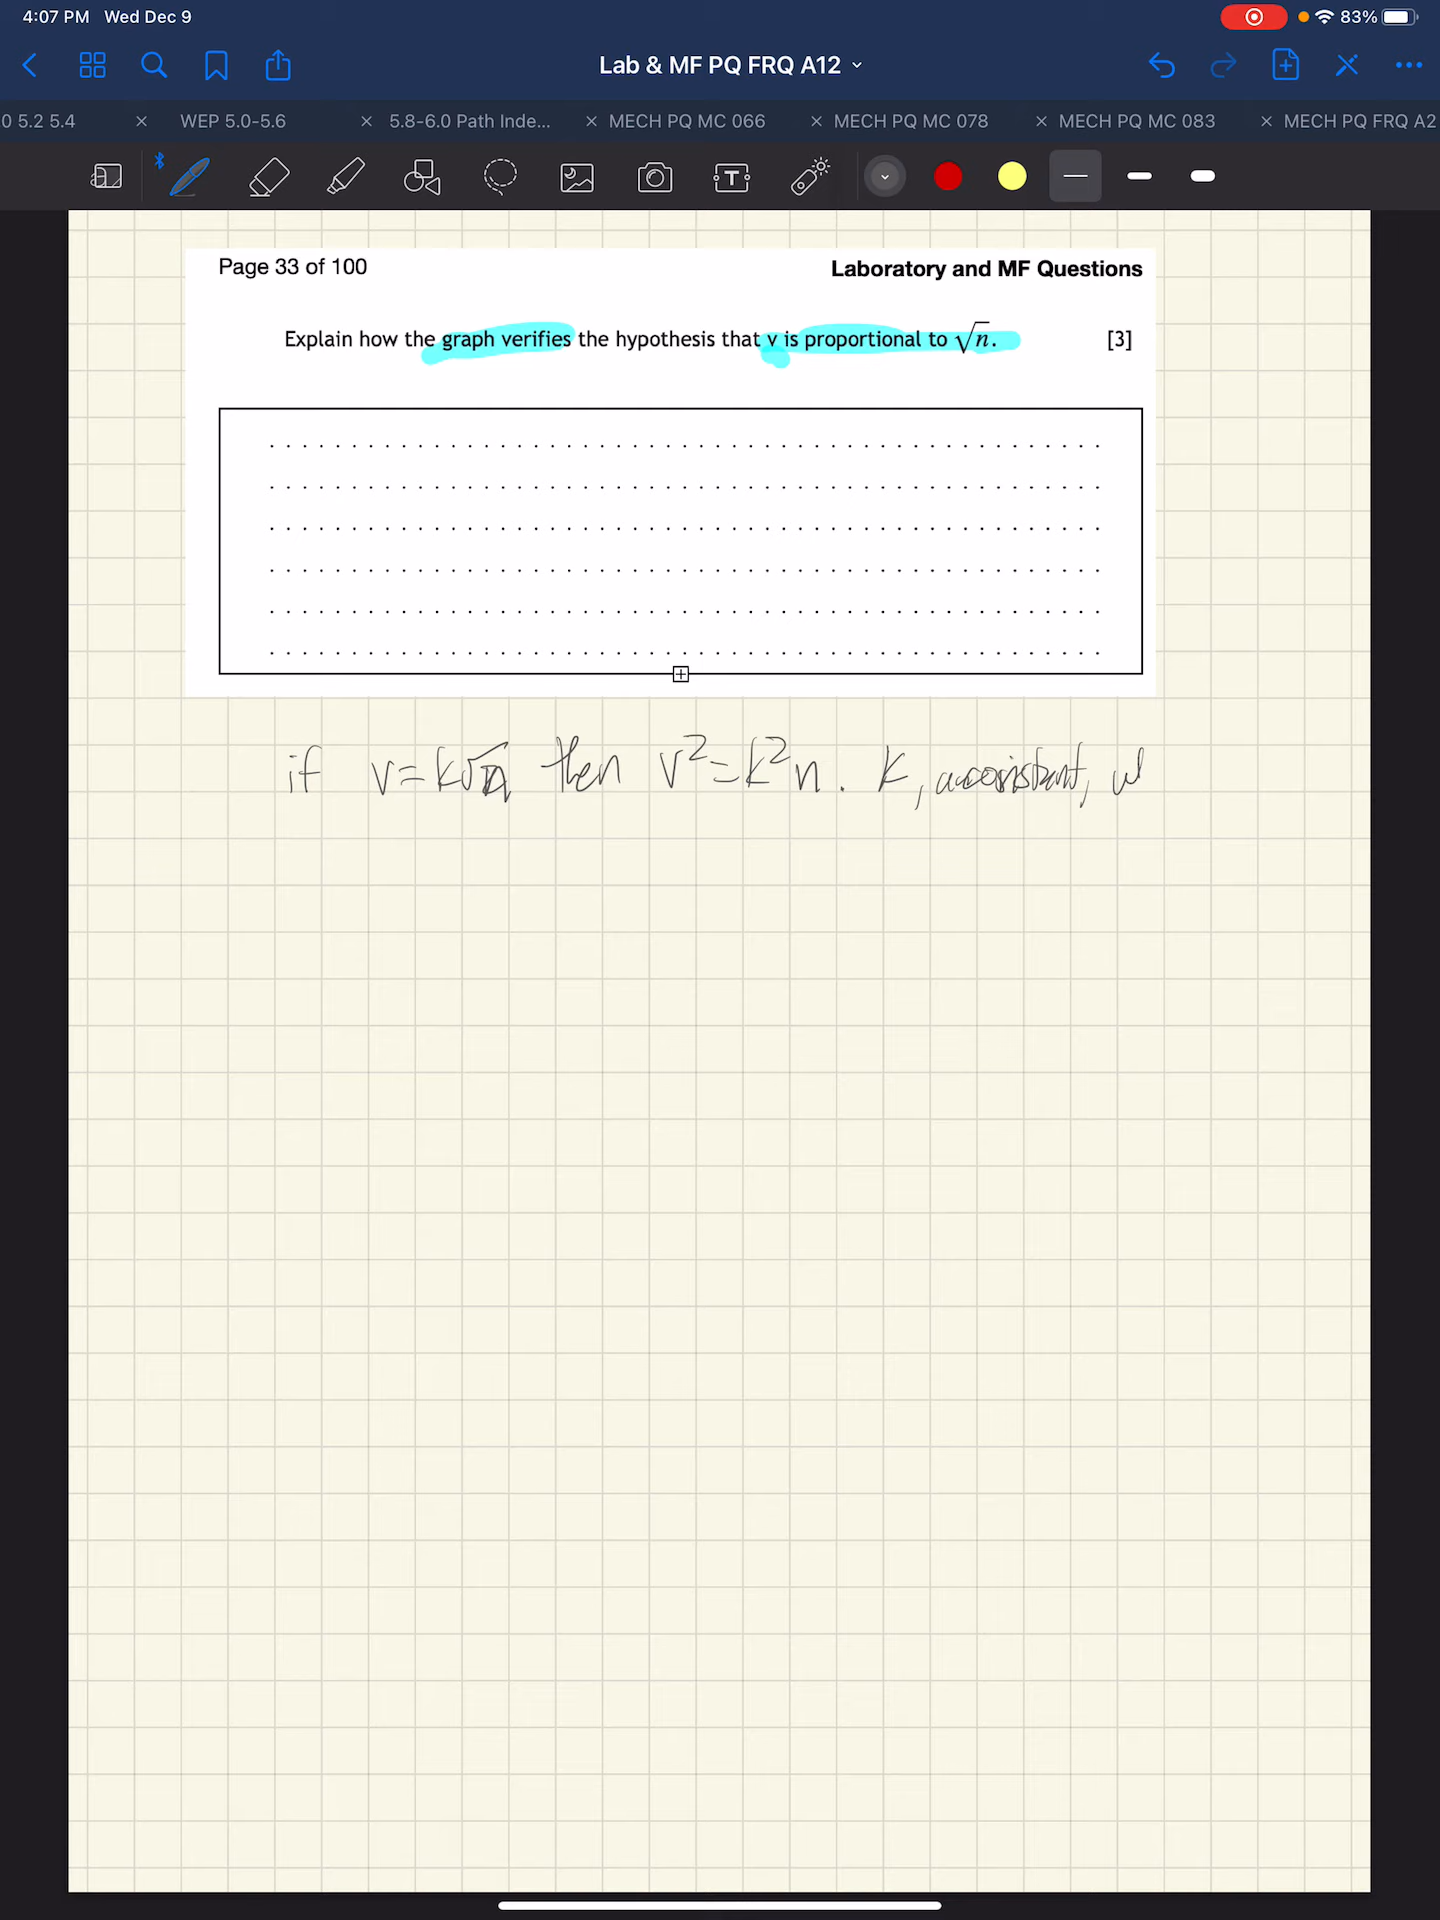 4:07 PM Wed Dec 9 83%
Lab & MF PQ FRQ A12
0 5.2 5.4 WEP 5.0-5.6 5.8-6.0 Path Inde... MECH PQ MC 066 MECH PQ MC 078 MECH PQ MC 083 MECH PQ FRQ A2
Page 33 of 100 Laboratory and MF Questions
Explain how the graph verifies the hypothesis that v is proportional to √n. [3]
if v=k√n then v²=k²n. k, a constant, w